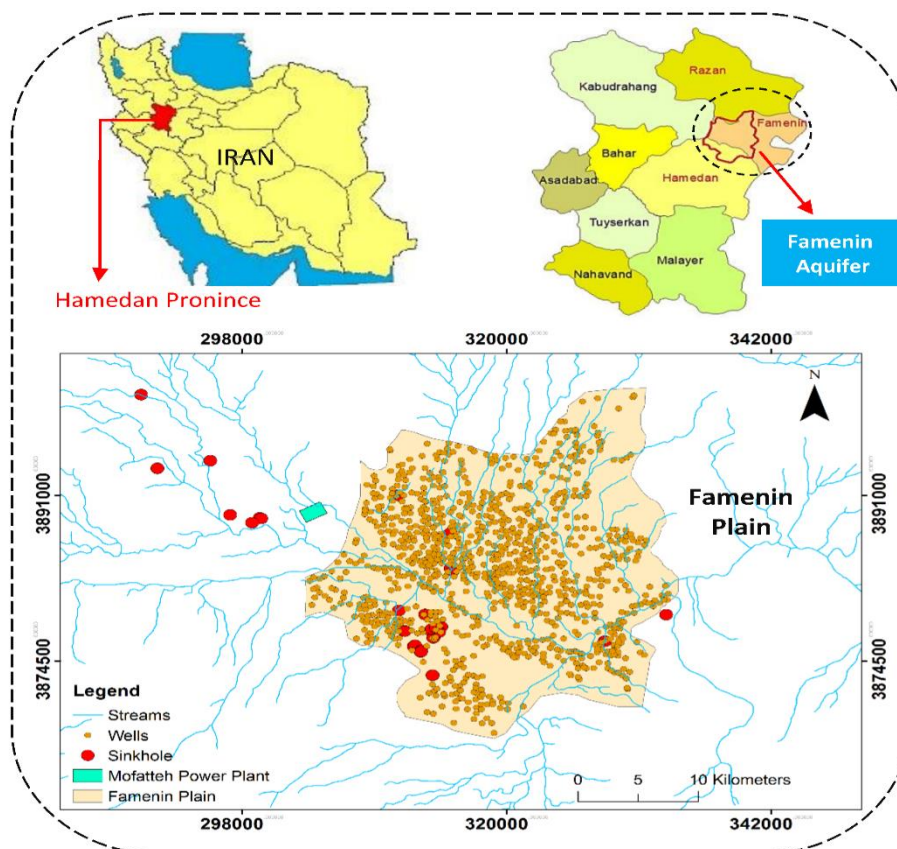 IRAN
Hamedan Proninc​e
Kabudrahang
Razan
Famenin
Bahar
Asadabad
Hamedan
Tuyserkan
Nahavand
Malayer
Famenin
Aquifer
298000
320000
342000
N
3891000
3891000
Famenin
Plain
3874500
3874500
Legend
Streams
Wells
Sinkhole
Mofatteh Power Plant
Famenin Plain
0 5 10 Kilometers
298000
320000
342000